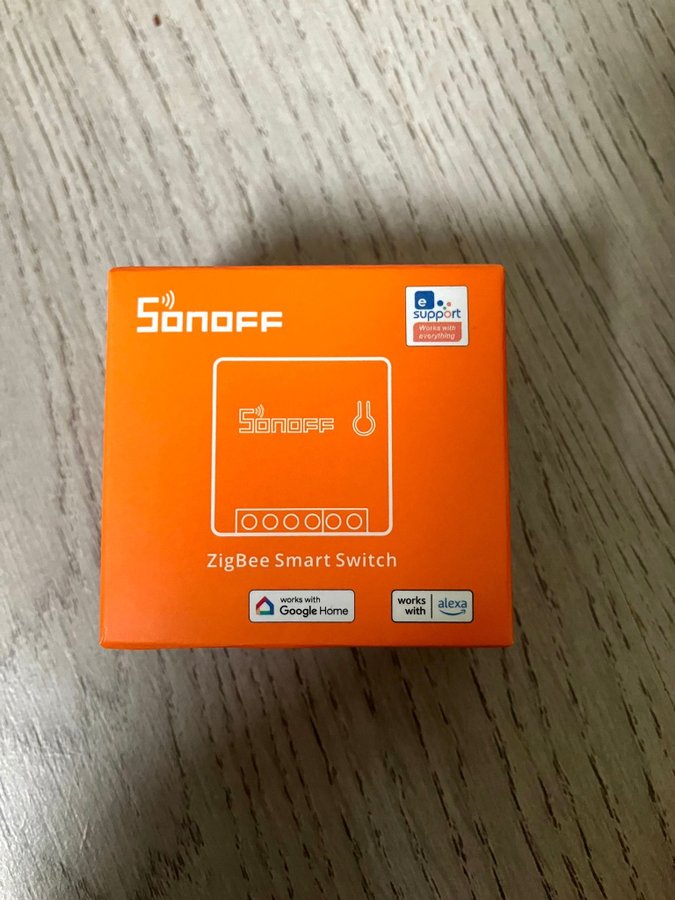 SONOFF
e
support
Works with
everything
SONOFF
ZigBee Smart Switch
works with
Google Home
works
with
alexa